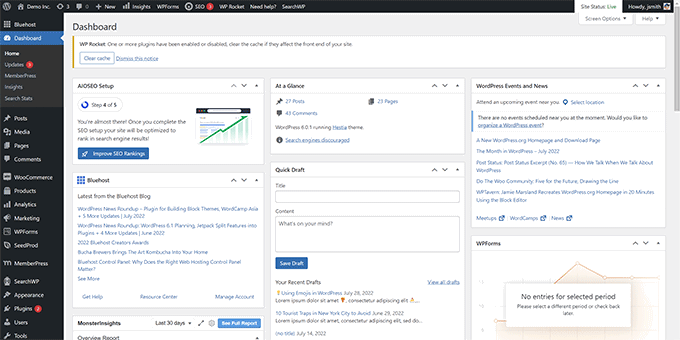 Demo Inc. 3 0 New Insights WPForms SEO 3 WP Rocket Need help? SearchWP Site Status: Live Howdy, jsmith
Screen Options Help
Bluehost
Dashboard
Home
Updates 3
MemberPress
Insights
Search Stats
Posts
Media
Pages
Comments
WooCommerce
Products
Analytics
Marketing
WPForms
SeedProd
MemberPress
SearchWP
Appearance
Plugins 2
Users
Tools
Dashboard
WP Rocket: One or more plugins have been enabled or disabled, clear the cache if they affect the front end of your site.
Clear cache Dismiss this notice
AIOSEO Setup
Step 4 of 5
You're almost there! Once you complete the
SEO setup your site will be optimized to
rank in search engine results!
Improve SEO Rankings
Bluehost
Latest from the Bluehost Blog
WordPress News Roundup – Plugin for Building Block Themes, WordCamp Asia
+ 5 More Updates | July 2022
WordPress News Roundup: WordPress 6.1 Planning, Jetpack Split Features into
Plugins + 4 More Updates | June 2022
2022 Bluehost Creators Awards
Bucha Brewers Brings The Art Kombucha Into Your Home
Bluehost Control Panel: Why Does the Right Web Hosting Control Panel
Matter?
See More
Get Help Resource Center Manage Account
MonsterInsights Last 30 days See Full Report
Overview Report
At a Glance
27 Posts 23 Pages
43 Comments
WordPress 6.0.1 running Hestia theme.
Search engines discouraged
Quick Draft
Title
Content
What's on your mind?
Save Draft
Your Recent Drafts View all drafts
Using Emojis in WordPress July 28, 2022
Lorem ipsum dolor sit amet , consectetur adipiscing elit ...
10 Tourist Traps in New York City to Avoid June 29, 2022
Lorem ipsum dolor sit amet, consectetur adipiscing elit, sed do...
(no title) July 14, 2022
WordPress Events and News
Attend an upcoming event near you. Select location
There are no events scheduled near you at the moment. Would you like to
organize a WordPress event?
A New WordPress.org Homepage and Download Page
The Month in WordPress – July 2022
Post Status: Post Status Excerpt (No. 65) — How We Talk When We Talk About
WordPress
Do The Woo Community: Five for the Future, Drawing the Line
WPTavern: Jamie Marsland Recreates WordPress.org Homepage in 20 Minutes
Using the Block Editor
Meetups WordCamps News
WPForms
No entries for selected period
Please select a different period or check back
later.